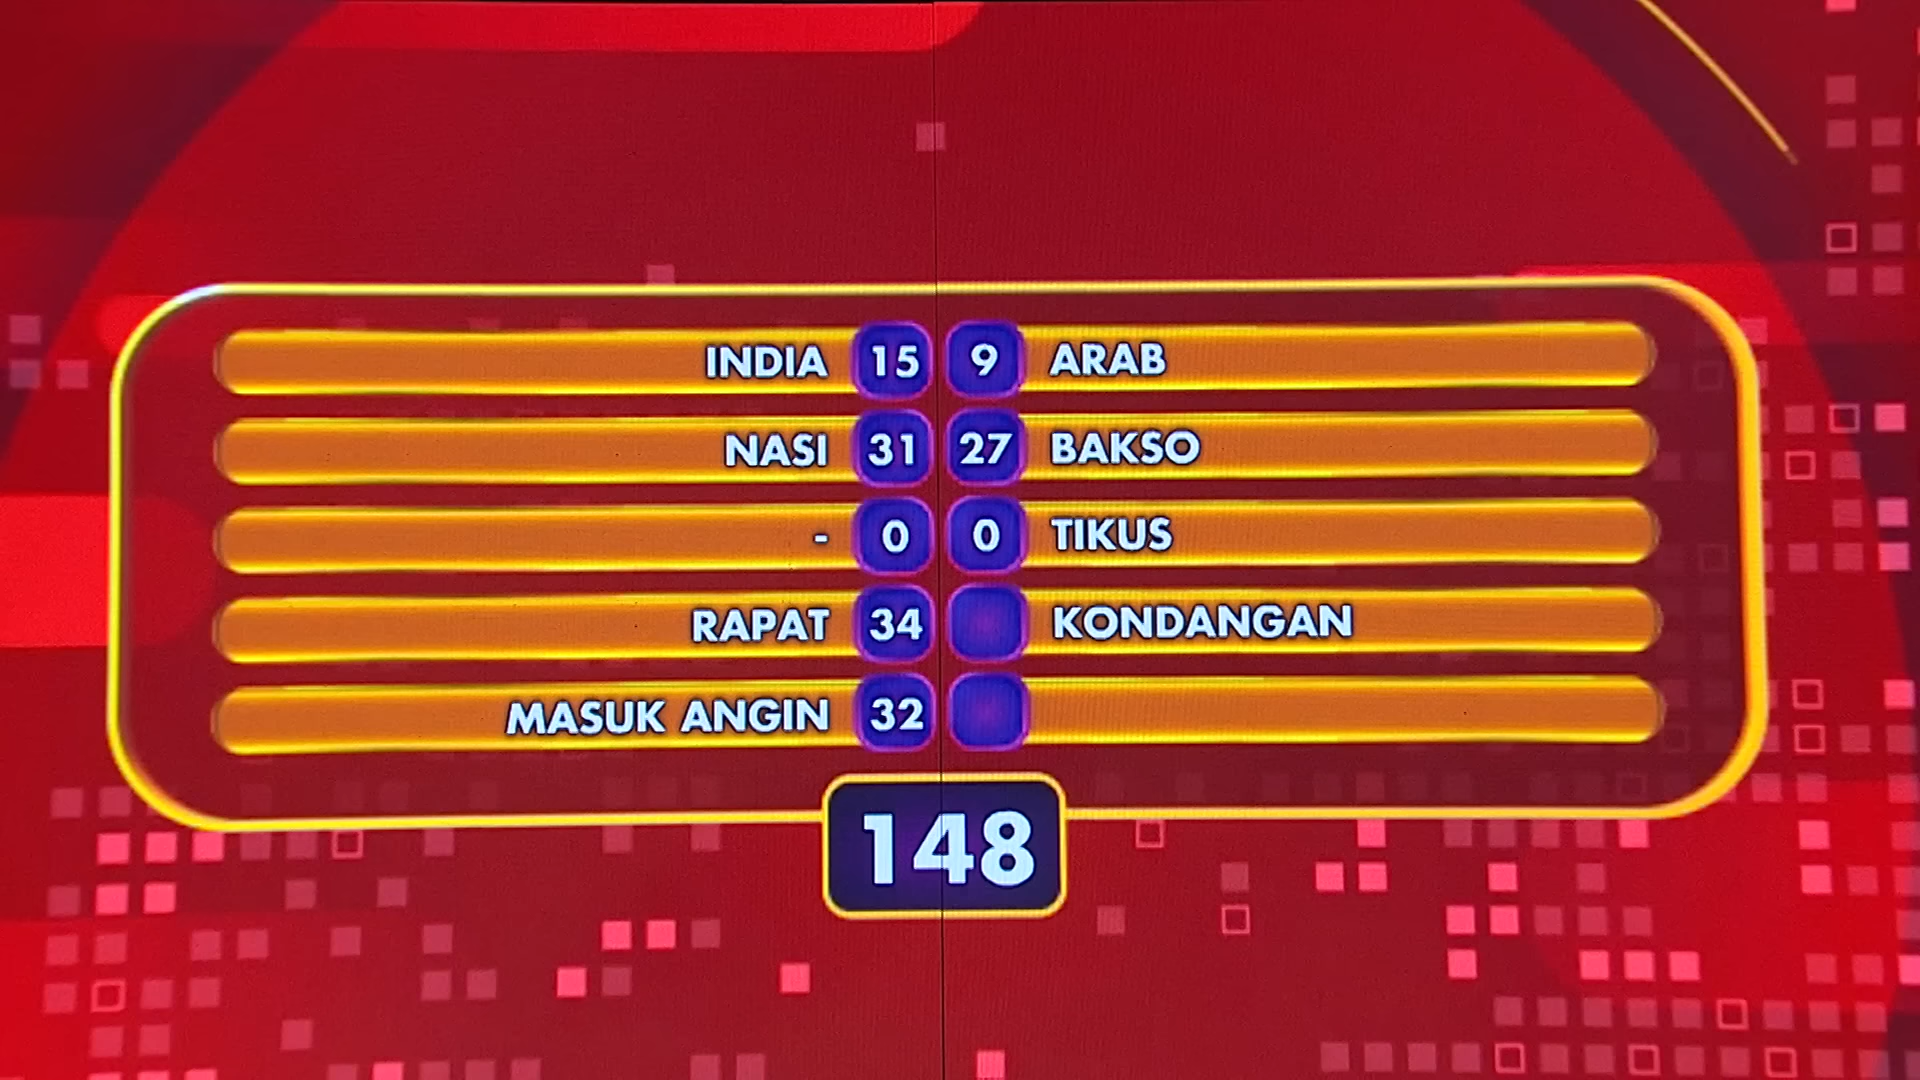 INDIA 15 9 ARAB
NASI 31 27 BAKSO
- 0 0 TIKUS
RAPAT 34 KONDANGAN
MASUK ANGIN 32
148